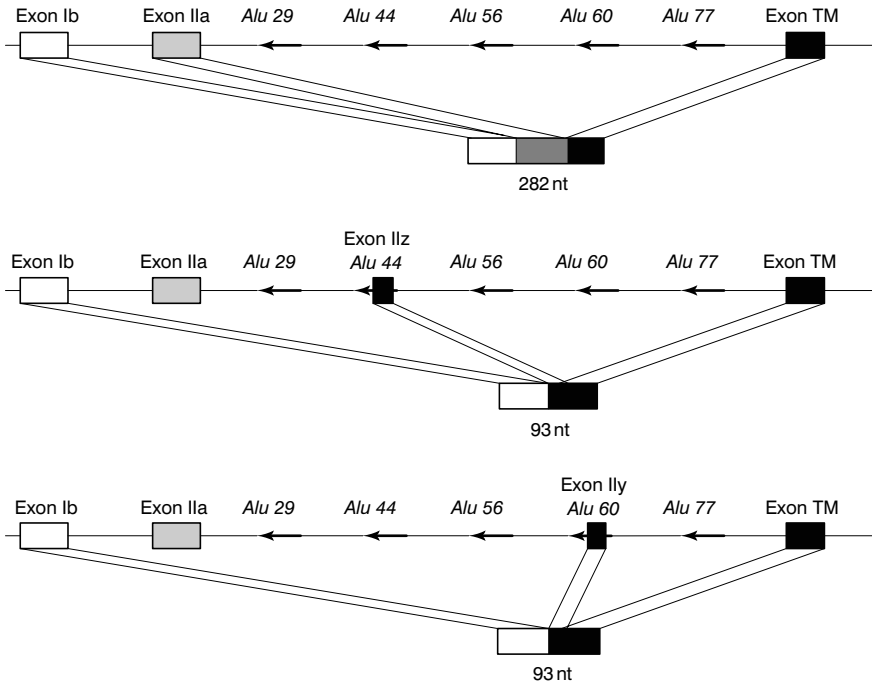 Exon Ib Exon IIa Alu 29 Alu 44 Alu 56 Alu 60 Alu 77 Exon TM
282 nt
Exon IIz
Exon Ib Exon IIa Alu 29 Alu 44 Alu 56 Alu 60 Alu 77 Exon TM
93 nt
Exon IIy
Exon Ib Exon IIa Alu 29 Alu 44 Alu 56 Alu 60 Alu 77 Exon TM
93 nt